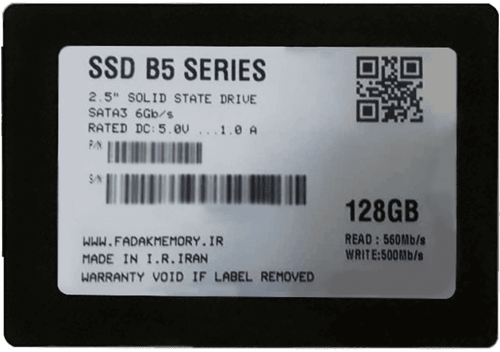 SSD B5 SERIES
2.5" SOLID STATE DRIVE
SATA3 6Gb/s
RATED DC:5.0V ...1.0 A
P/N
S/N
128GB
READ : 560Mb/s
WRITE:500Mb/s
WWW.FADAKMEMORY.IR
MADE IN I.R.IRAN
WARRANTY VOID IF LABEL REMOVED